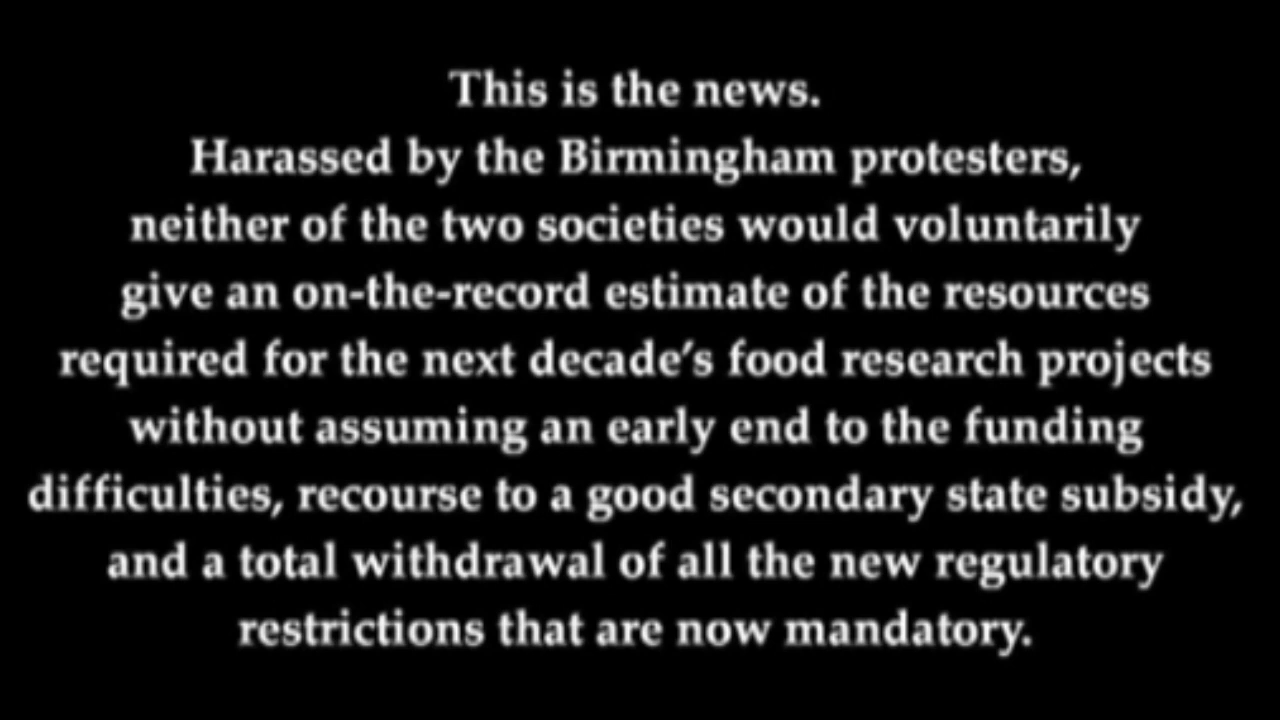 This is the news.
Harassed by the Birmingham protesters,
neither of the two societies would voluntarily
give an on-the-record estimate of the resources
required for the next decade’s food research projects
without assuming an early end to the funding
difficulties, recourse to a good secondary state subsidy,
and a total withdrawal of all the new regulatory
restrictions that are now mandatory.